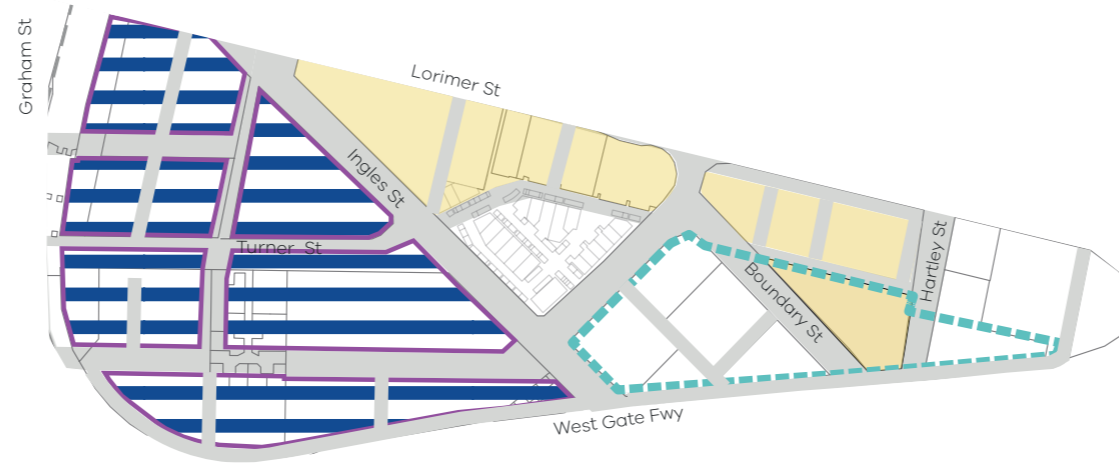 Graham St
Lorimer St
Ingles St
Turner St
Hartley St
Boundary St
West Gate Fwy